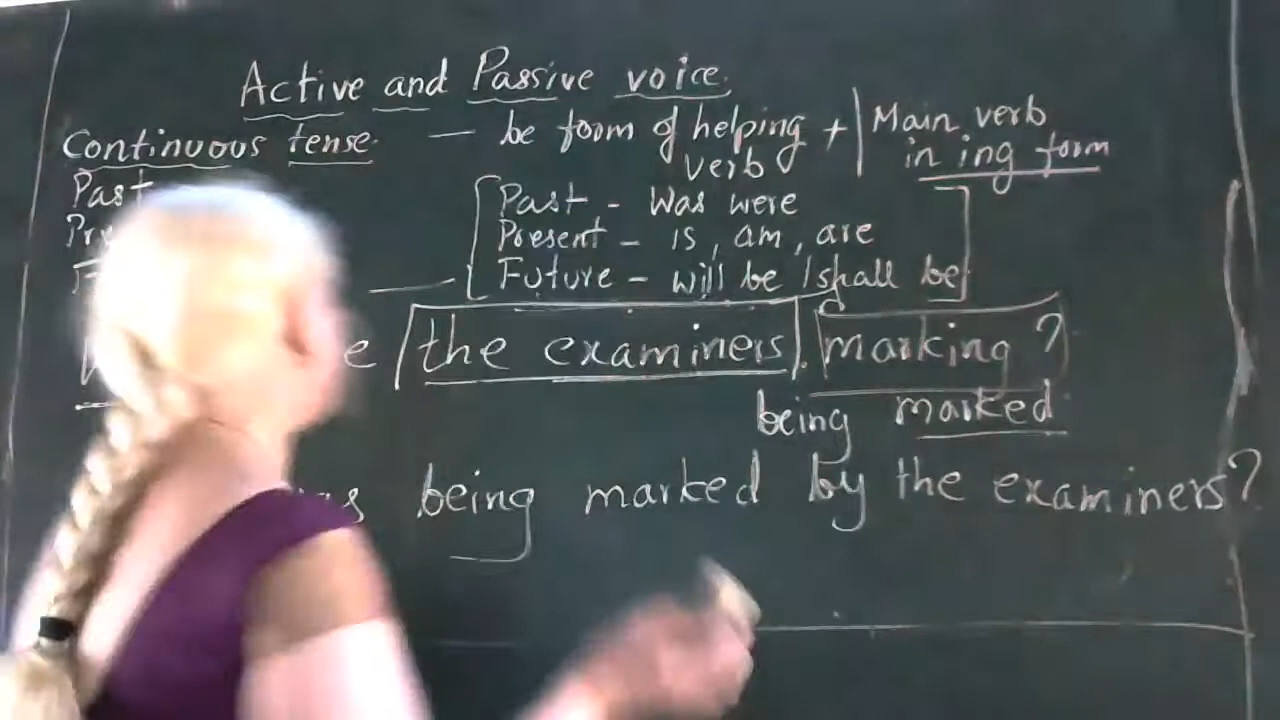 Active and Passive voice.
Continuous tense. — be form of helping verb + | Main verb in ing form
Past
[Past - Was were
Present - is, am, are
Future - will be / shall be]
the examiners marking?
being marked
being marked by the examiners?